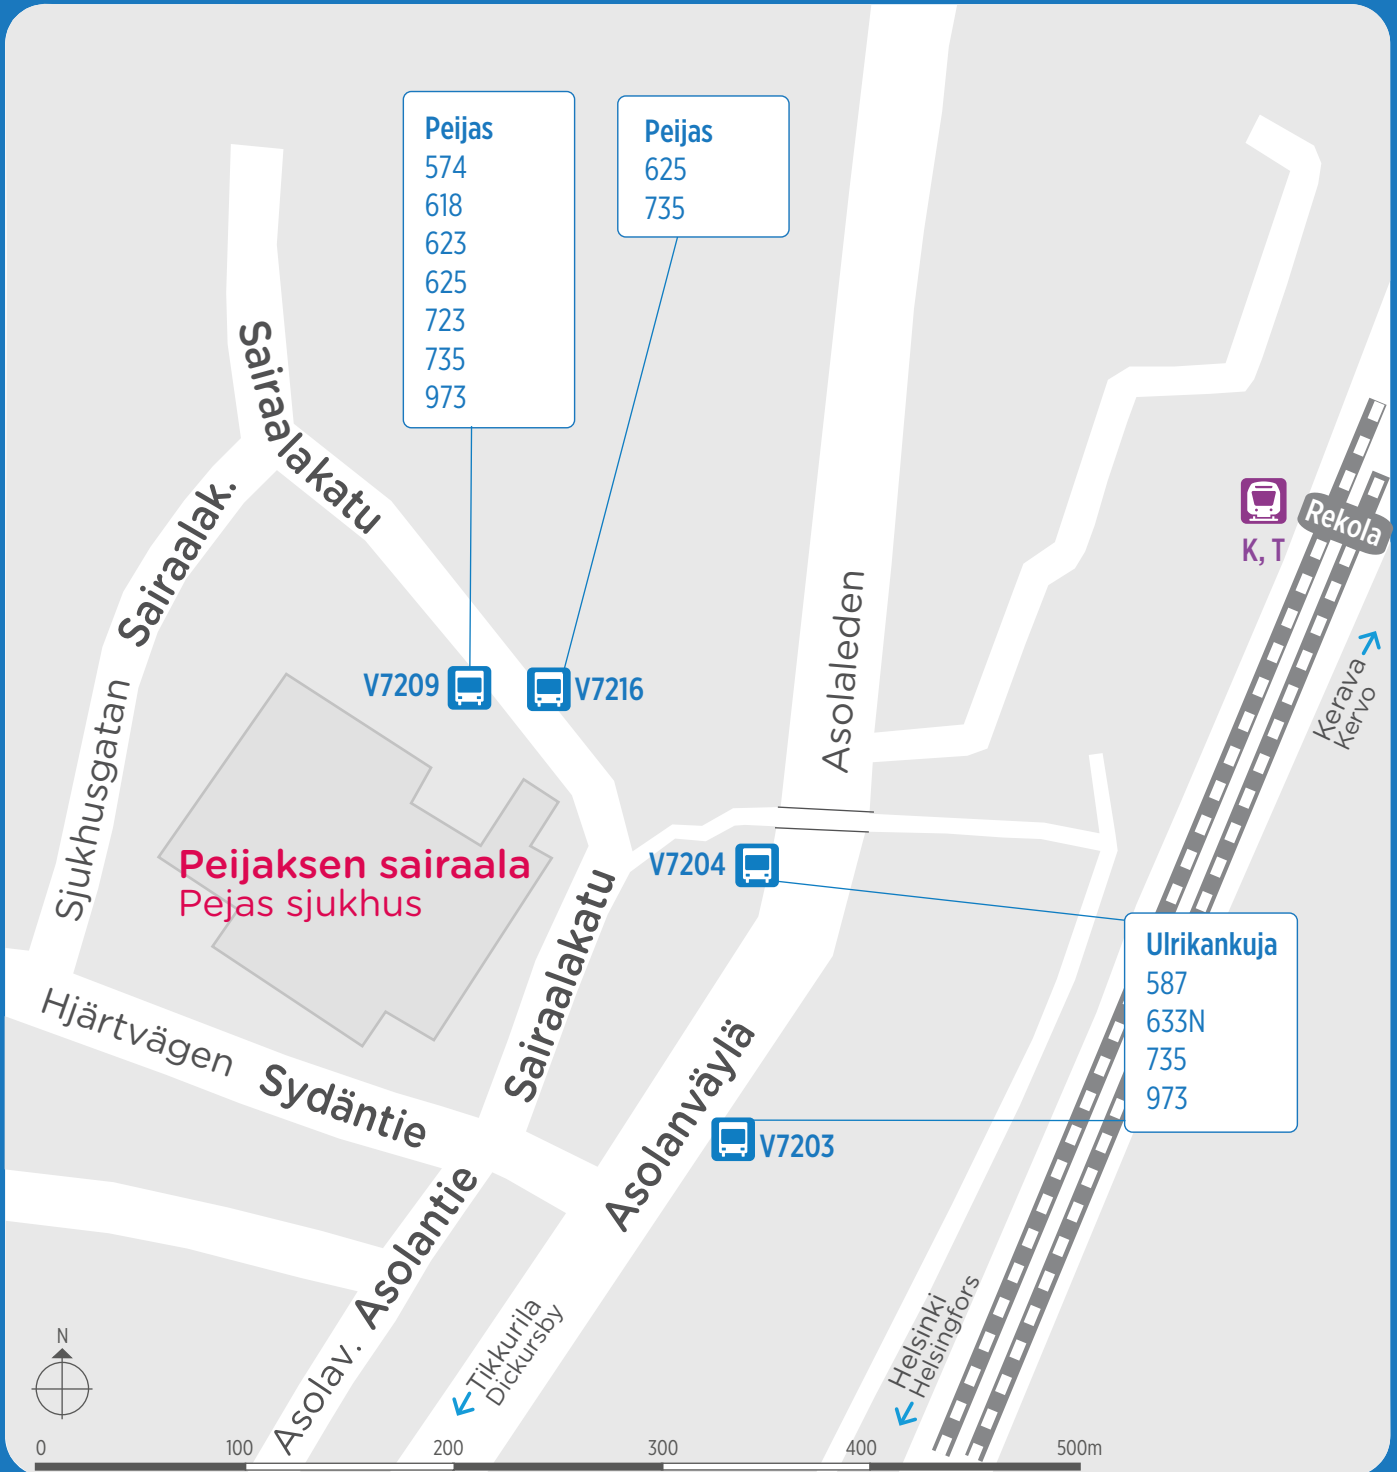 Peijas
574
618
623
625
723
735
973
Peijas
625
735
Sairaalakatu
Sairaalak.
Sjukhusgatan
Asolaleden
K, T
Rekola
Kerava
Kervo
V7209
V7216
Peijaksen sairaala
Pejas sjukhus
V7204
Sairaalakatu
Ulrikankuja
587
633N
735
973
Hjärtvägen
Sydäntie
Asolanväylä
V7203
Asolantie
Asolav.
Tikkurila
Dickursby
Helsinki
Helsingfors
N
0 100 200 300 400 500m